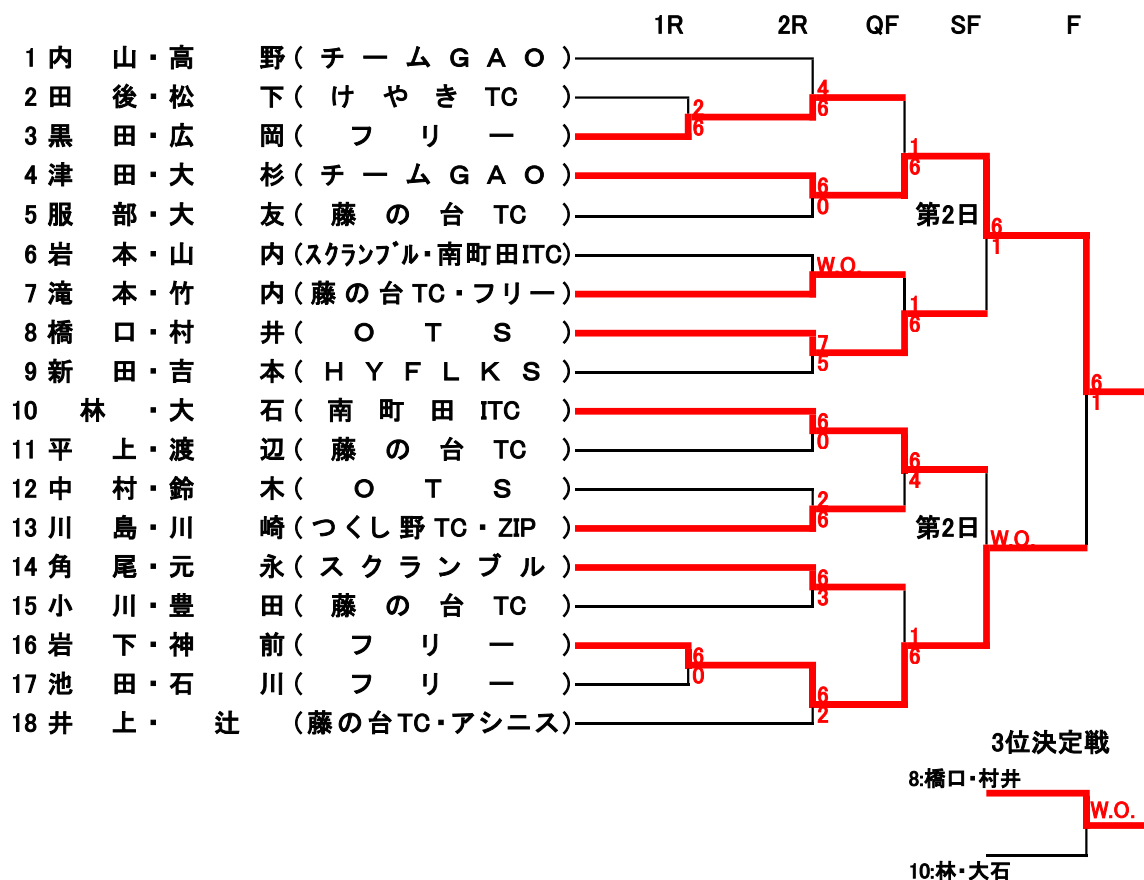 1R 2R QF SF F
1 内山・高野(チームGAO)
4
2 田後・松下(けやきTC)
2 6
6
3 黒田・広岡(フリー)
1
6
4 津田・大杉(チームGAO)
6
0
5 服部・大友(藤の台TC)
第2日
6
1
6 岩本・山内(スクランブル・南町田ITC)
W.O.
7 滝本・竹内(藤の台TC・フリー)
1
6
8 橋口・村井(OTS)
7
5
9 新田・吉本(HYFLKS)
6
1
10 林・大石(南町田ITC)
6
0
11 平上・渡辺(藤の台TC)
6
4
12 中村・鈴木(OTS)
2
6
13 川島・川崎(つくし野TC・ZIP)
第2日
W.O.
14 角尾・元永(スクランブル)
6
3
15 小川・豊田(藤の台TC)
1
6
16 岩下・神前(フリー)
6
0
17 池田・石川(フリー)
6
2
18 井上・辻(藤の台TC・アシニス)
3位決定戦
8:橋口・村井
W.O.
10:林・大石